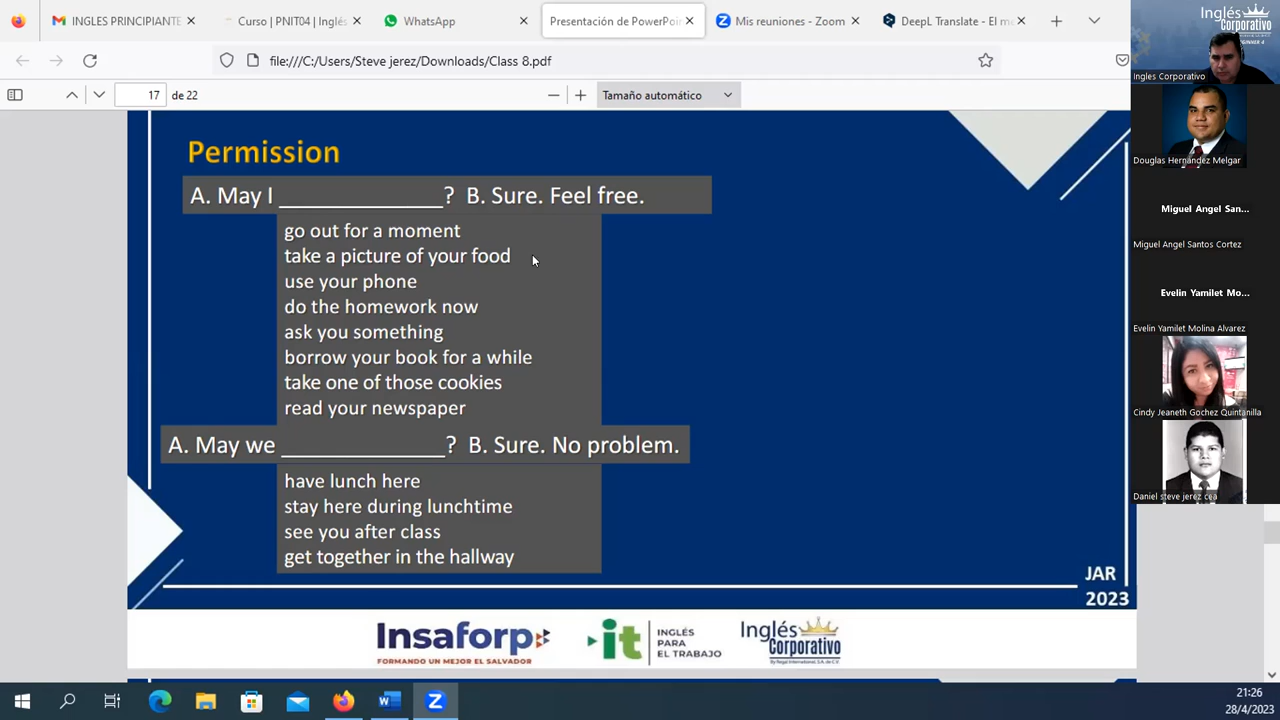 INGLES PRINCIPIANTE
Curso | PNIT04 | Inglés
WhatsApp
Presentación de PowerPoin
Mis reuniones - Zoom
DeepL Translate - El m
file:///C:/Users/Steve jerez/Downloads/Class 8.pdf
17 de 22
Tamaño automático
Permission
A. May I ______________? B. Sure. Feel free.
go out for a moment
take a picture of your food
use your phone
do the homework now
ask you something
borrow your book for a while
take one of those cookies
read your newspaper
A. May we ______________? B. Sure. No problem.
have lunch here
stay here during lunchtime
see you after class
get together in the hallway
JAR
2023
Insaforp
FORMANDO UN MEJOR EL SALVADOR
it
INGLÉS
PARA
EL TRABAJO
Inglés
Corporativo
By Regal International, S.A. de C.V.
Inglés
Corporativo
BEGINNER 4
Ingles Corporativo
Douglas Hernández Melgar
Miguel Angel San...
Miguel Angel Santos Cortez
Evelin Yamilet Mo...
Evelin Yamilet Molina Alvarez
Cindy Jeaneth Gochez Quintanilla
Daniel steve jerez cea
21:26
28/4/2023